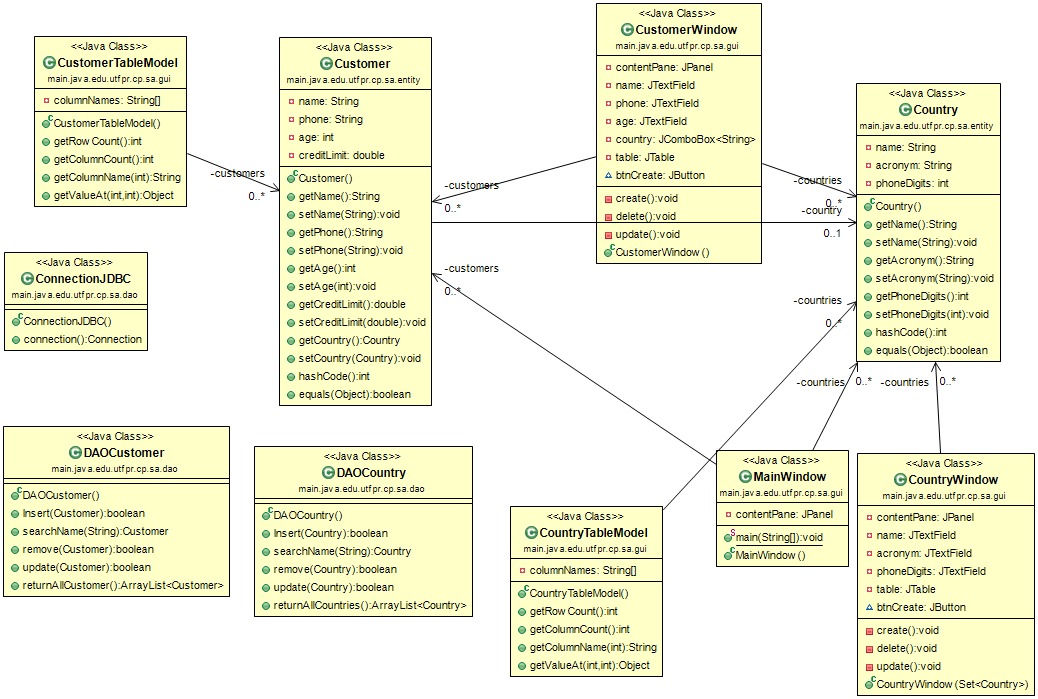 <<Java Class>>
CustomerTableModel
main.java.edu.utfpr.cp.sa.gui
columnNames: String[]
CustomerTableModel()
getRow Count():int
getColumnCount():int
getColumnName(int):String
getValueAt(int,int):Object
<<Java Class>>
Customer
main.java.edu.utfpr.cp.sa.entity
name: String
phone: String
age: int
creditLimit: double
Customer()
getName():String
setName(String):void
getPhone():String
setPhone(String):void
getAge():int
setAge(int):void
getCreditLimit():double
setCreditLimit(double):void
getCountry():Country
setCountry(Country):void
hashCode():int
equals(Object):boolean
<<Java Class>>
CustomerWindow
main.java.edu.utfpr.cp.sa.gui
contentPane: JPanel
name: JTextField
phone: JTextField
age: JTextField
country: JComboBox<String>
table: JTable
btnCreate: JButton
create():void
delete():void
update():void
CustomerWindow ()
<<Java Class>>
Country
main.java.edu.utfpr.cp.sa.entity
name: String
acronym: String
phoneDigits: int
Country()
getName():String
setName(String):void
getAcronym():String
setAcronym(String):void
getPhoneDigits():int
setPhoneDigits(int):void
hashCode():int
equals(Object):boolean
-customers
0..*
-customers
0..*
-countries
0..*
-country
0..1
-customers
0..*
-countries
0..*
-countries
0..*
-countries
0..*
<<Java Class>>
ConnectionJDBC
main.java.edu.utfpr.cp.sa.dao
ConnectionJDBC()
connection():Connection
<<Java Class>>
DAOCustomer
main.java.edu.utfpr.cp.sa.dao
DAOCustomer()
Insert(Customer):boolean
searchName(String):Customer
remove(Customer):boolean
update(Customer):boolean
returnAllCustomer():ArrayList<Customer>
<<Java Class>>
DAOCountry
main.java.edu.utfpr.cp.sa.dao
DAOCountry()
Insert(Country):boolean
searchName(String):Country
remove(Country):boolean
update(Country):boolean
returnAllCountries():ArrayList<Country>
<<Java Class>>
CountryTableModel
main.java.edu.utfpr.cp.sa.gui
columnNames: String[]
CountryTableModel()
getRow Count():int
getColumnCount():int
getColumnName(int):String
getValueAt(int,int):Object
<<Java Class>>
MainWindow
main.java.edu.utfpr.cp.sa.gui
contentPane: JPanel
main(String[]):void
MainWindow ()
<<Java Class>>
CountryWindow
main.java.edu.utfpr.cp.sa.gui
contentPane: JPanel
name: JTextField
acronym: JTextField
phoneDigits: JTextField
table: JTable
btnCreate: JButton
create():void
delete():void
update():void
CountryWindow (Set<Country>)